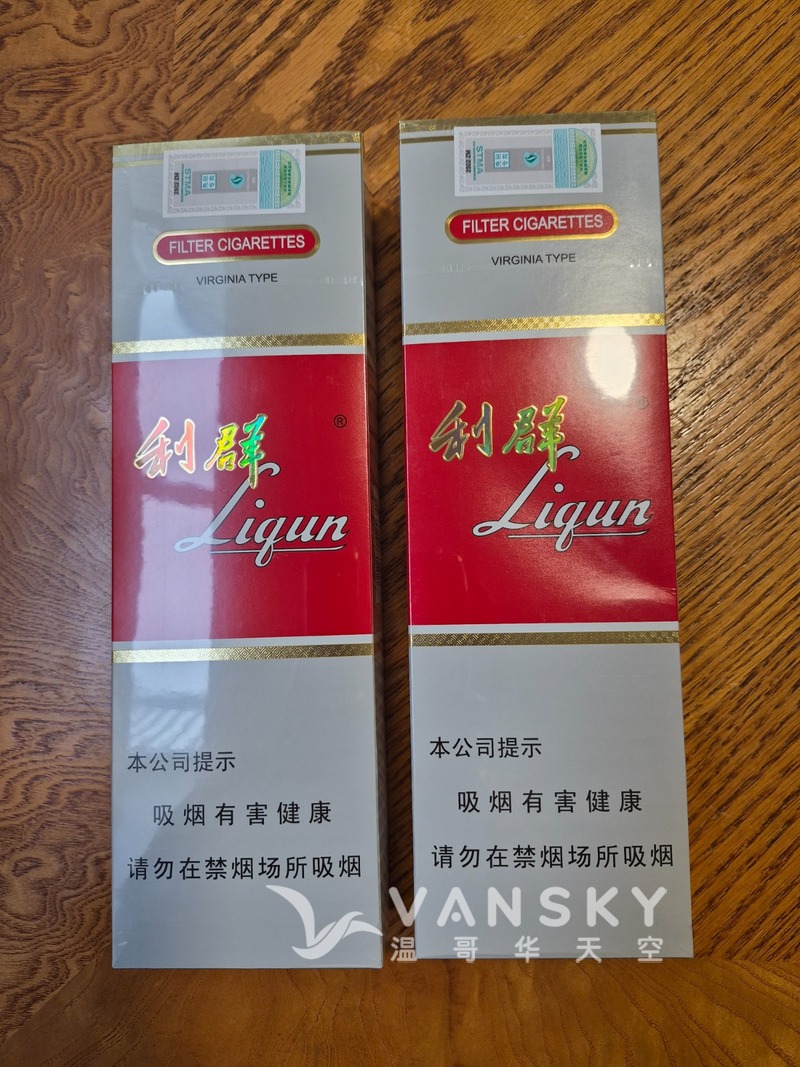 STMA
FILTER CIGARETTES
VIRGINIA TYPE
利群
®
Liqun
本公司提示
吸烟有害健康
请勿在禁烟场所吸烟
STMA
FILTER CIGARETTES
VIRGINIA TYPE
利群
®
Liqun
本公司提示
吸烟有害健康
请勿在禁烟场所吸烟
VANSKY
温哥华天空